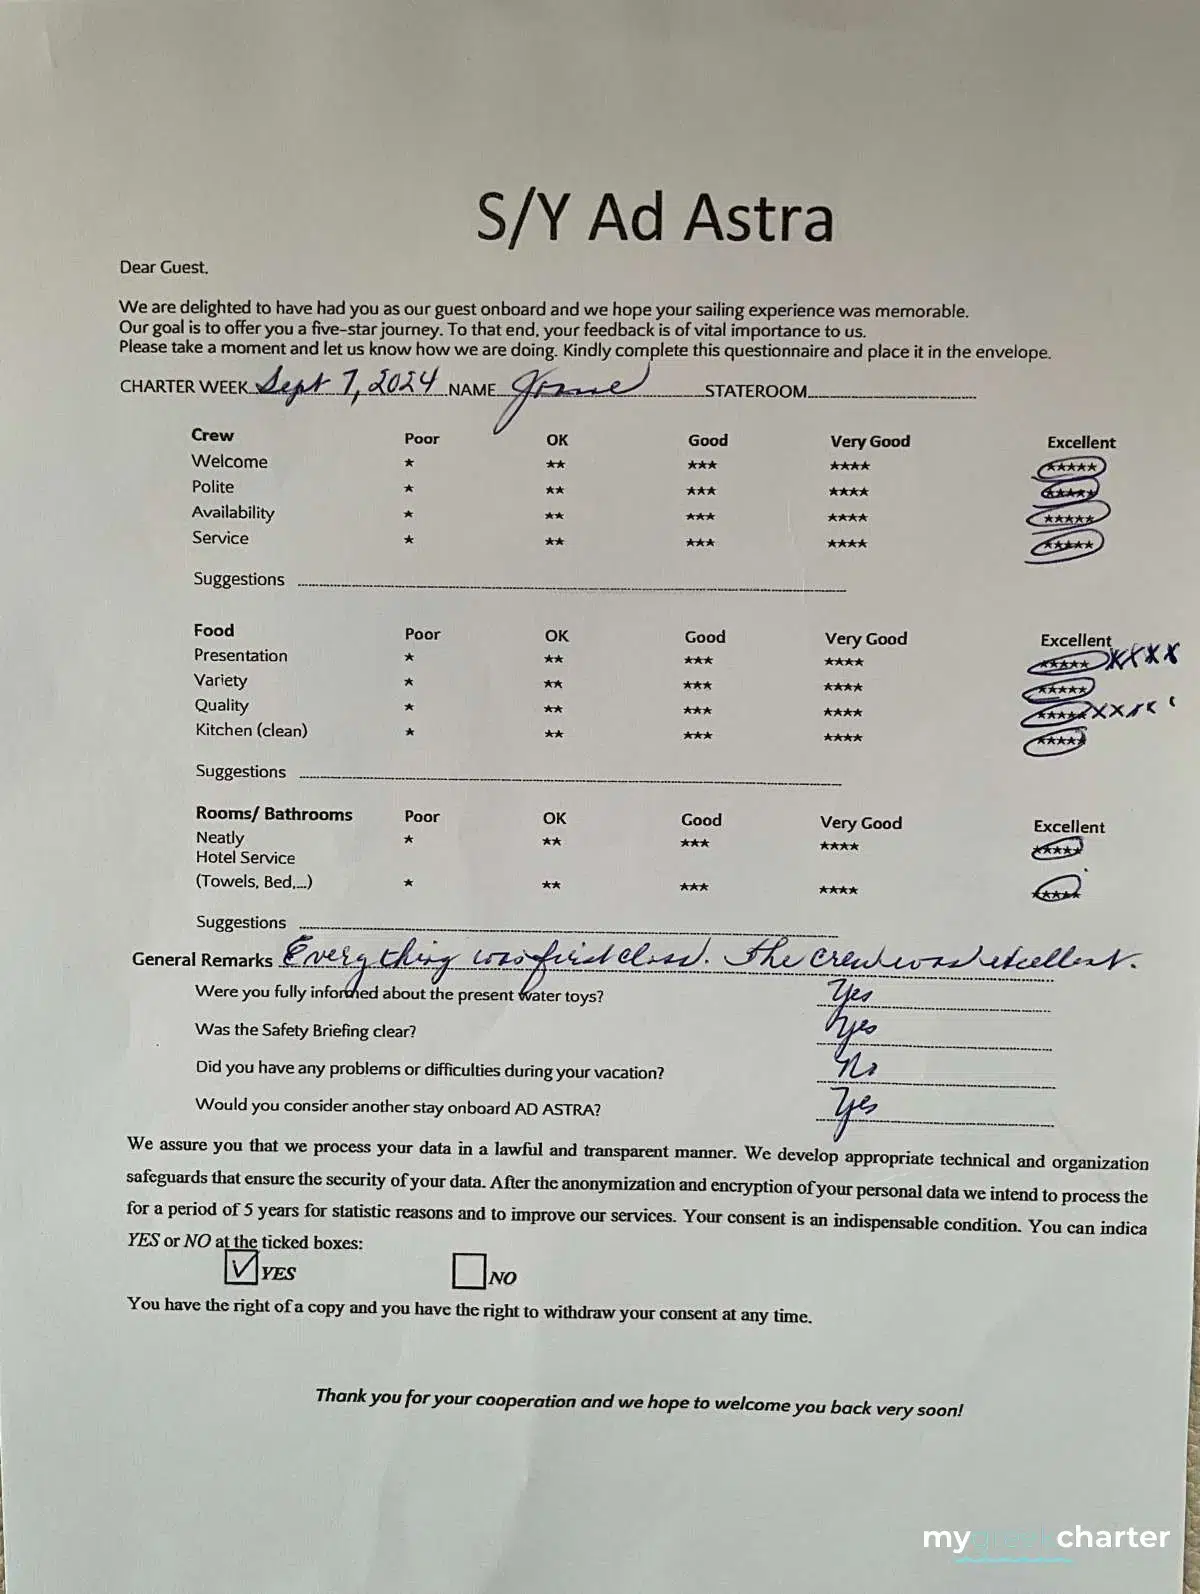 S/Y Ad Astra
Dear Guest,
We are delighted to have had you as our guest onboard and we hope your sailing experience was memorable.
Our goal is to offer you a five-star journey. To that end, your feedback is of vital importance to us.
Please take a moment and let us know how we are doing. Kindly complete this questionnaire and place it in the envelope.
CHARTER WEEK Sept 7, 2024 NAME STATEROOM
Crew Poor OK Good Very Good Excellent
Welcome ★ ★★ ★★★ ★★★★ ★★★★★
Polite ★ ★★ ★★★ ★★★★ ★★★★★
Availability ★ ★★ ★★★ ★★★★ ★★★★★
Service ★ ★★ ★★★ ★★★★ ★★★★★
Suggestions
Food Poor OK Good Very Good Excellent
Presentation ★ ★★ ★★★ ★★★★ ★★★★★ XXXX
Variety ★ ★★ ★★★ ★★★★ ★★★★★
Quality ★ ★★ ★★★ ★★★★ ★★★★★
Kitchen (clean) ★ ★★ ★★★ ★★★★ ★★★★★
Suggestions
Rooms/ Bathrooms Poor OK Good Very Good Excellent
Neatly ★ ★★ ★★★ ★★★★ ★★★★★
Hotel Service
(Towels, Bed,...) ★ ★★ ★★★ ★★★★ ★★★★★
Suggestions
General Remarks Everything was first class. The crew was excellent.
Were you fully informed about the present water toys? Yes
Was the Safety Briefing clear? Yes
Did you have any problems or difficulties during your vacation? No
Would you consider another stay onboard AD ASTRA? Yes
We assure you that we process your data in a lawful and transparent manner. We develop appropriate technical and organization
safeguards that ensure the security of your data. After the anonymization and encryption of your personal data we intend to process the
for a period of 5 years for statistic reasons and to improve our services. Your consent is an indispensable condition. You can indica
YES or NO at the ticked boxes:
YES NO
You have the right of a copy and you have the right to withdraw your consent at any time.
Thank you for your cooperation and we hope to welcome you back very soon!
mygreekcharter